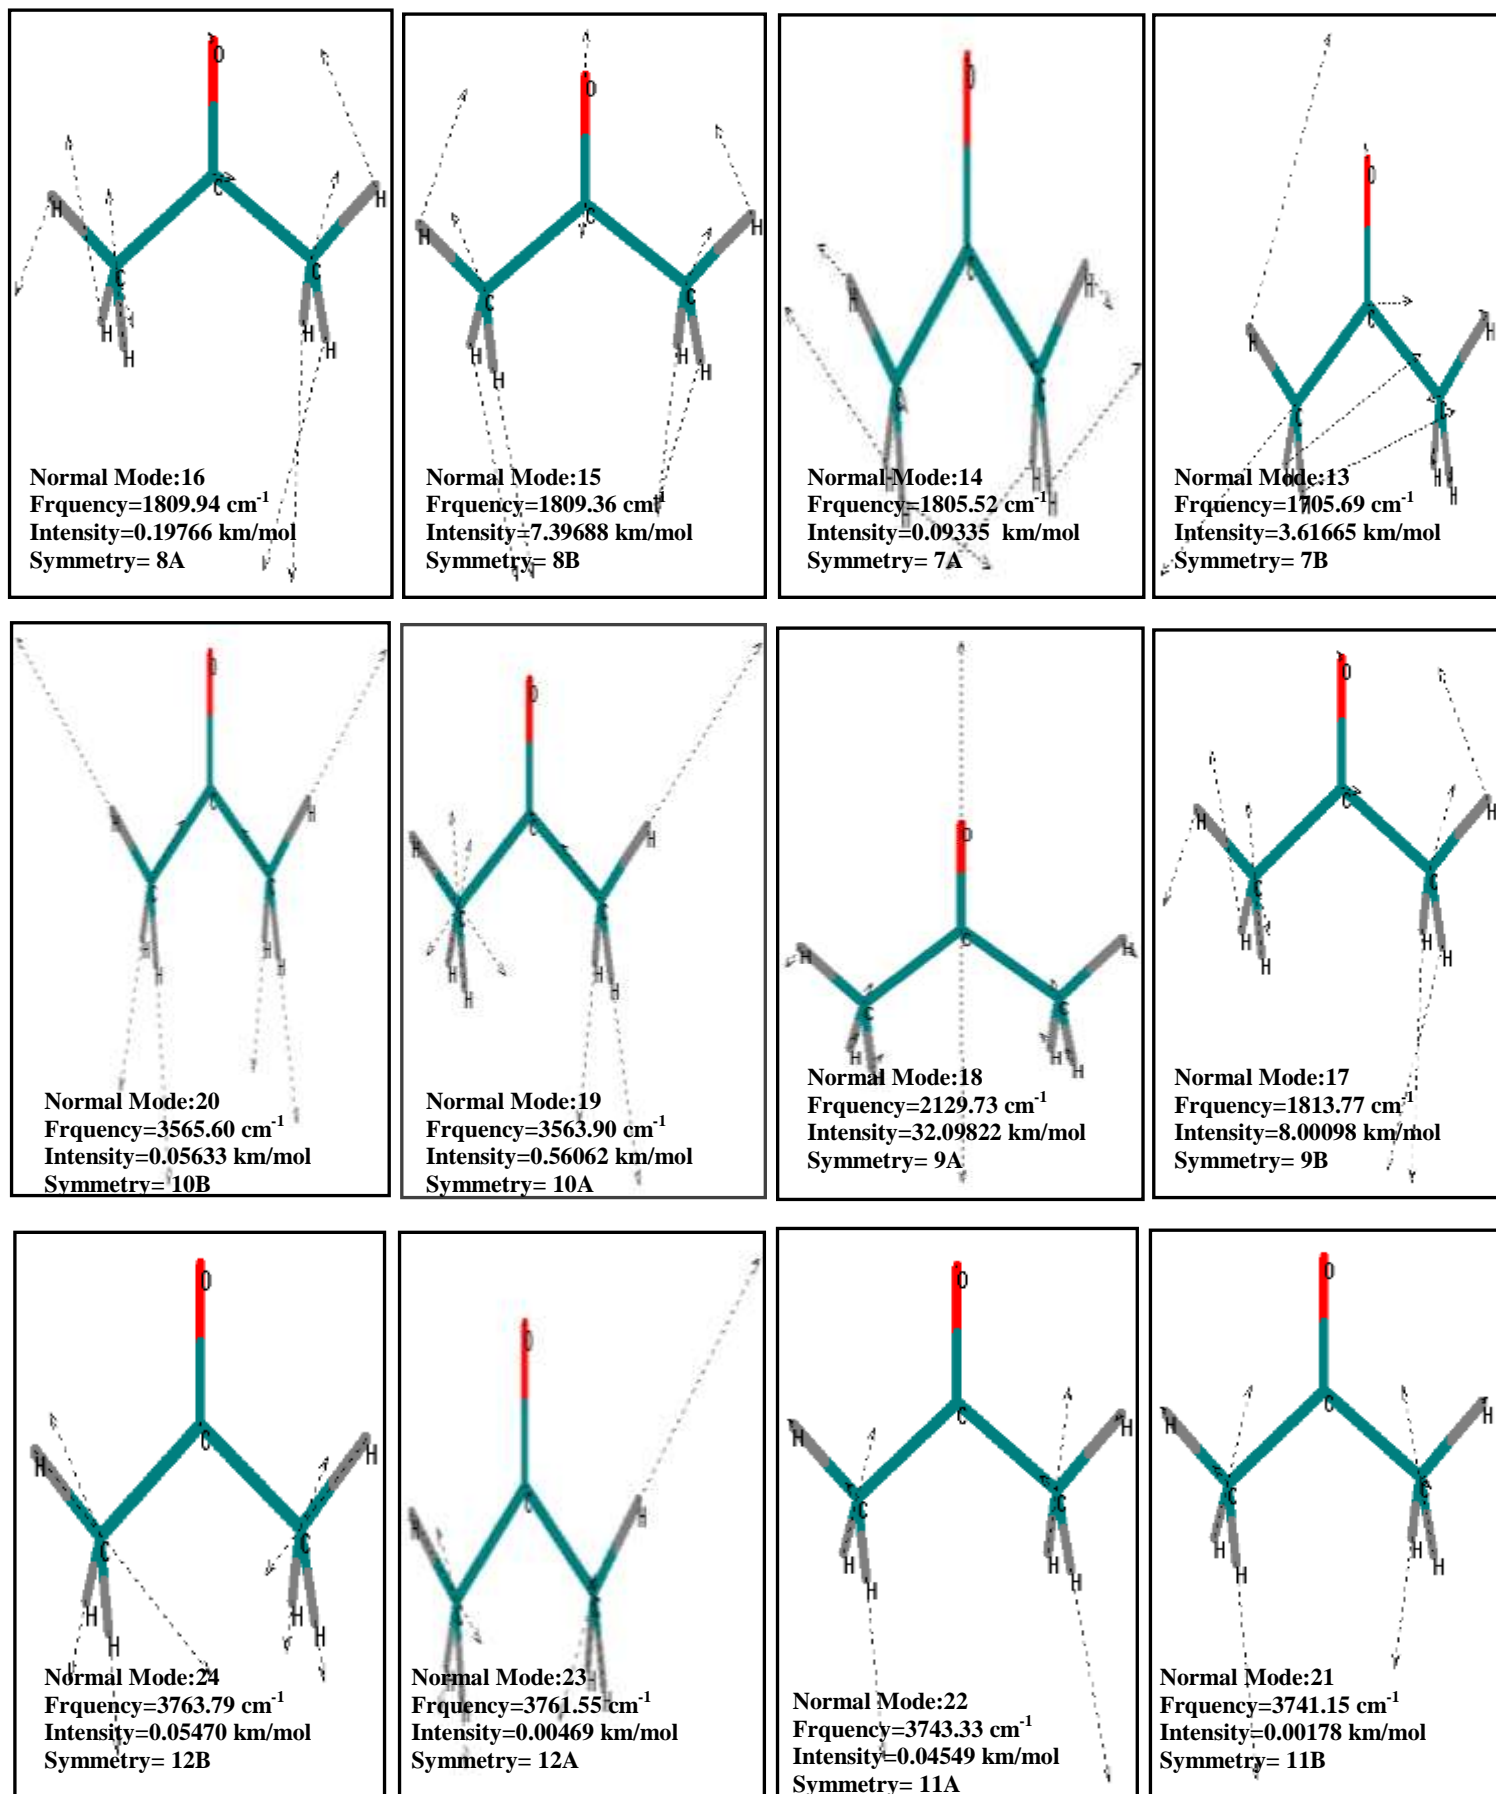 Normal Mode:16
Frquency=1809.94 cm-1
Intensity=0.19766 km/mol
Symmetry= 8A
Normal Mode:15
Frquency=1809.36 cm-1
Intensity=7.39688 km/mol
Symmetry= 8B
Normal Mode:14
Frquency=1805.52 cm-1
Intensity=0.09335 km/mol
Symmetry= 7A
Normal Mode:13
Frquency=1705.69 cm-1
Intensity=3.61665 km/mol
Symmetry= 7B
Normal Mode:20
Frquency=3565.60 cm-1
Intensity=0.05633 km/mol
Symmetry= 10B
Normal Mode:19
Frquency=3563.90 cm-1
Intensity=0.56062 km/mol
Symmetry= 10A
Normal Mode:18
Frquency=2129.73 cm-1
Intensity=32.09822 km/mol
Symmetry= 9A
Normal Mode:17
Frquency=1813.77 cm-1
Intensity=8.00098 km/mol
Symmetry= 9B
Normal Mode:24
Frquency=3763.79 cm-1
Intensity=0.05470 km/mol
Symmetry= 12B
Normal Mode:23
Frquency=3761.55 cm-1
Intensity=0.00469 km/mol
Symmetry= 12A
Normal Mode:22
Frquency=3743.33 cm-1
Intensity=0.04549 km/mol
Symmetry= 11A
Normal Mode:21
Frquency=3741.15 cm-1
Intensity=0.00178 km/mol
Symmetry= 11B